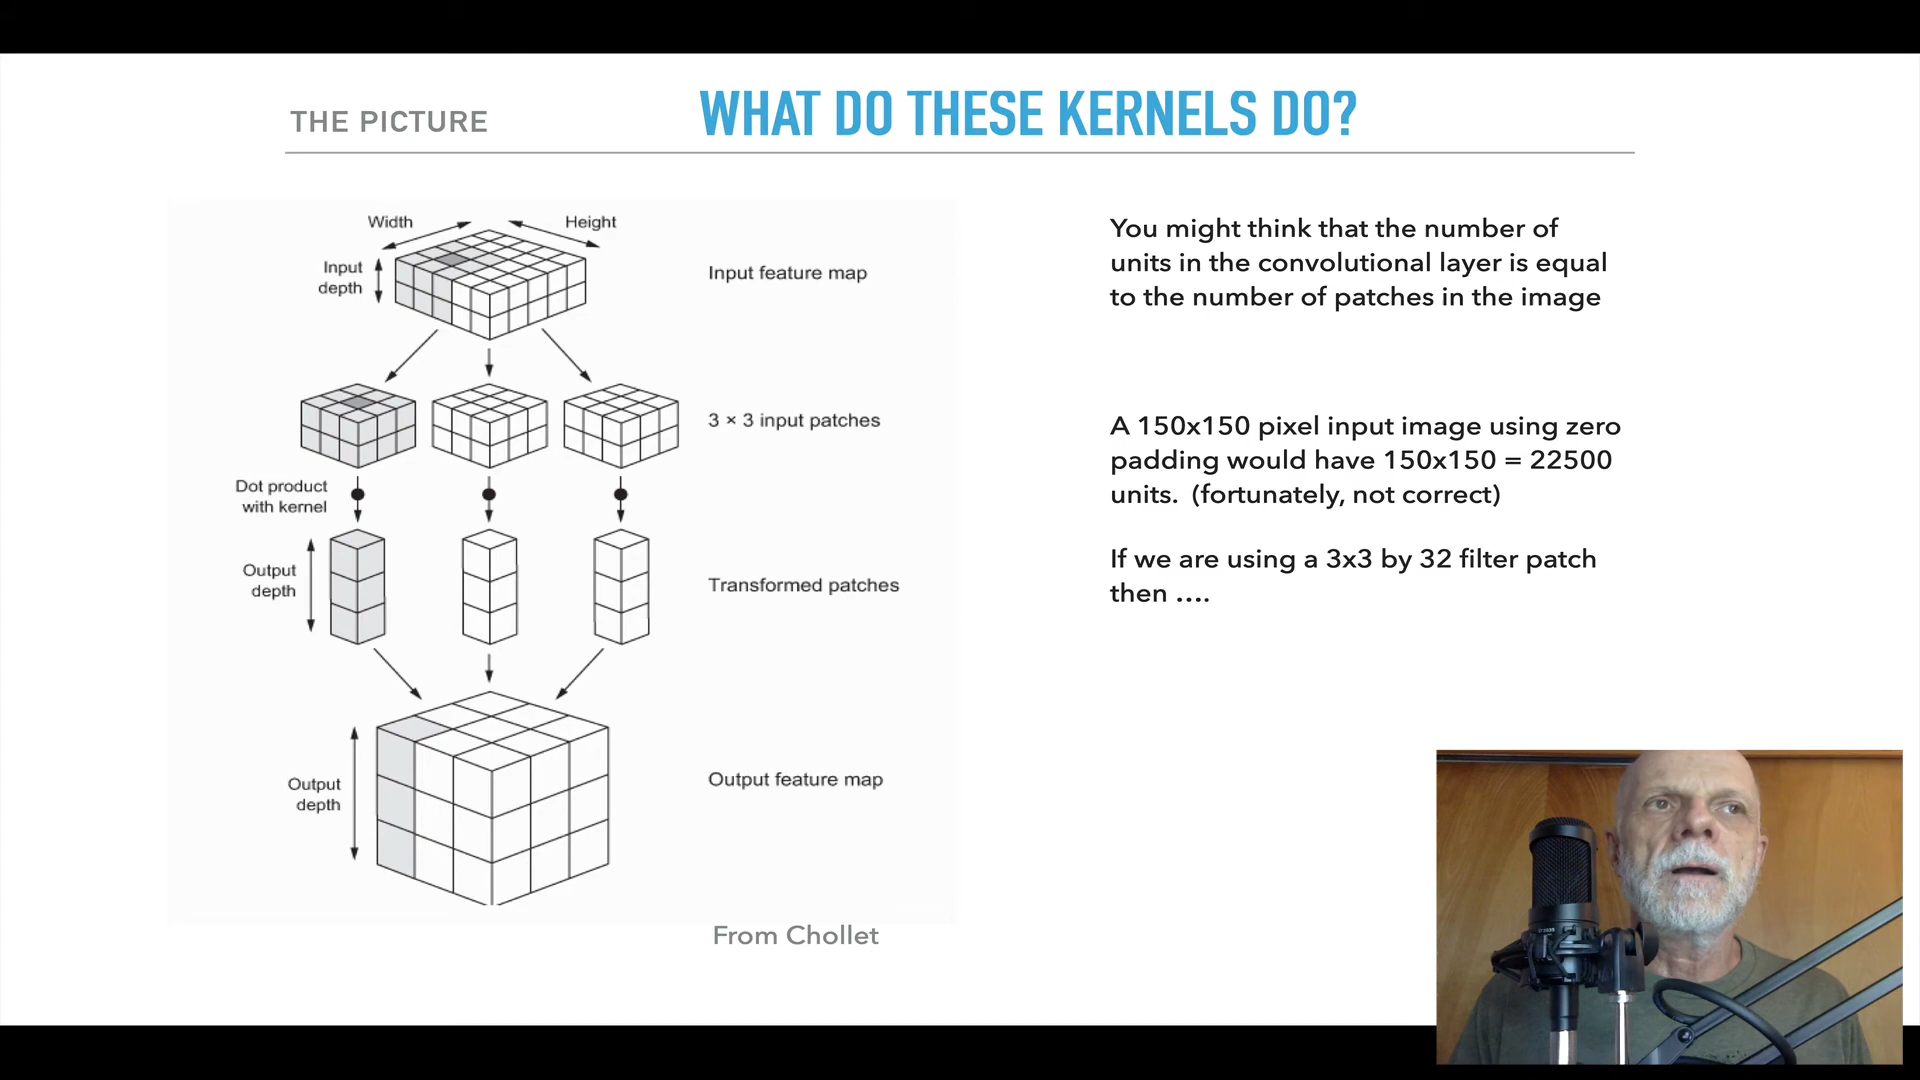 THE PICTURE
WHAT DO THESE KERNELS DO?
Width
Height
Input
depth
Input feature map
3 × 3 input patches
Dot product
with kernel
Output
depth
Transformed patches
Output
depth
Output feature map
From Chollet
You might think that the number of
units in the convolutional layer is equal
to the number of patches in the image
A 150x150 pixel input image using zero
padding would have 150x150 = 22500
units. (fortunately, not correct)
If we are using a 3x3 by 32 filter patch
then ….